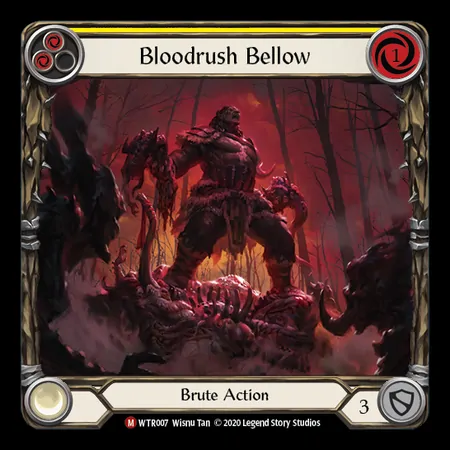 Bloodrush Bellow
1
Brute Action
3
M WTR007 Wisnu Tan ©2020 Legend Story Studios